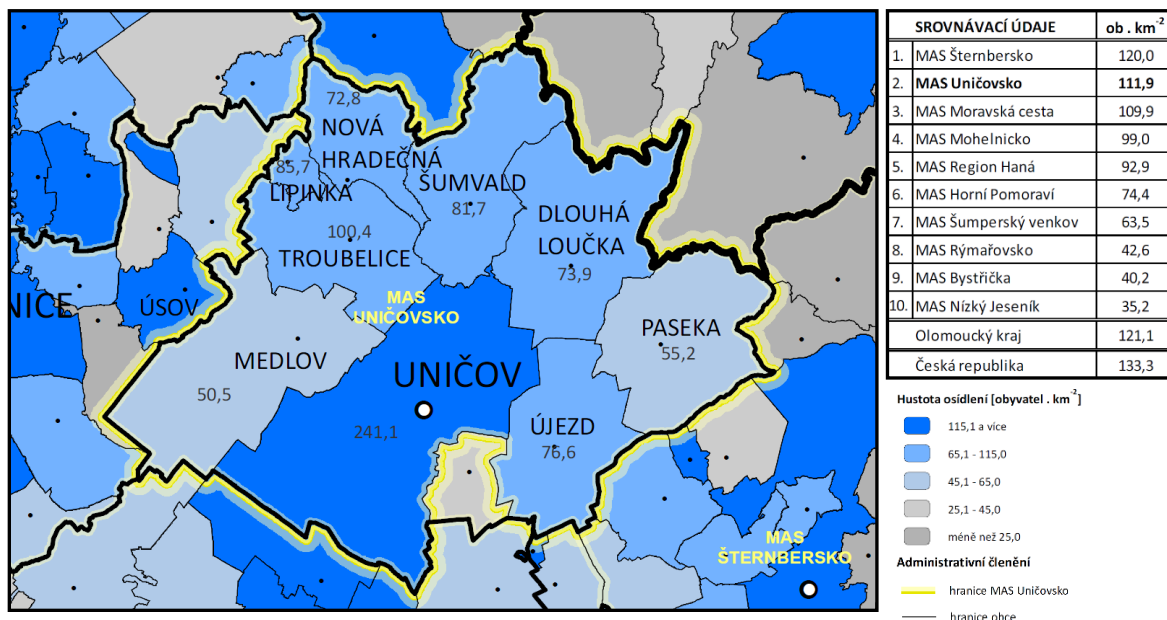 72,8
NOVÁ
HRADEČNÁ
85,7
LIPINKA
ŠUMVALD
81,7
DLOUHÁ
LOUČKA
73,9
100,4
TROUBELICE
NICE
ÚSOV
MAS
UNIČOVSKO
MEDLOV
50,5
PASEKA
55,2
UNIČOV
241,1
ÚJEZD
76,6
MAS
ŠTERNBERSKO
SROVNÁVACÍ ÚDAJE ob . km-2
1. MAS Šternbersko 120,0
2. MAS Uničovsko 111,9
3. MAS Moravská cesta 109,9
4. MAS Mohelnicko 99,0
5. MAS Region Haná 92,9
6. MAS Horní Pomoraví 74,4
7. MAS Šumperský venkov 63,5
8. MAS Rýmařovsko 42,6
9. MAS Bystřička 40,2
10. MAS Nízký Jeseník 35,2
Olomoucký kraj 121,1
Česká republika 133,3
Hustota osídlení [obyvatel . km-2]
115,1 a více
65,1 - 115,0
45,1 - 65,0
25,1 - 45,0
méně než 25,0
Administrativní členění
hranice MAS Uničovsko
hranice obce